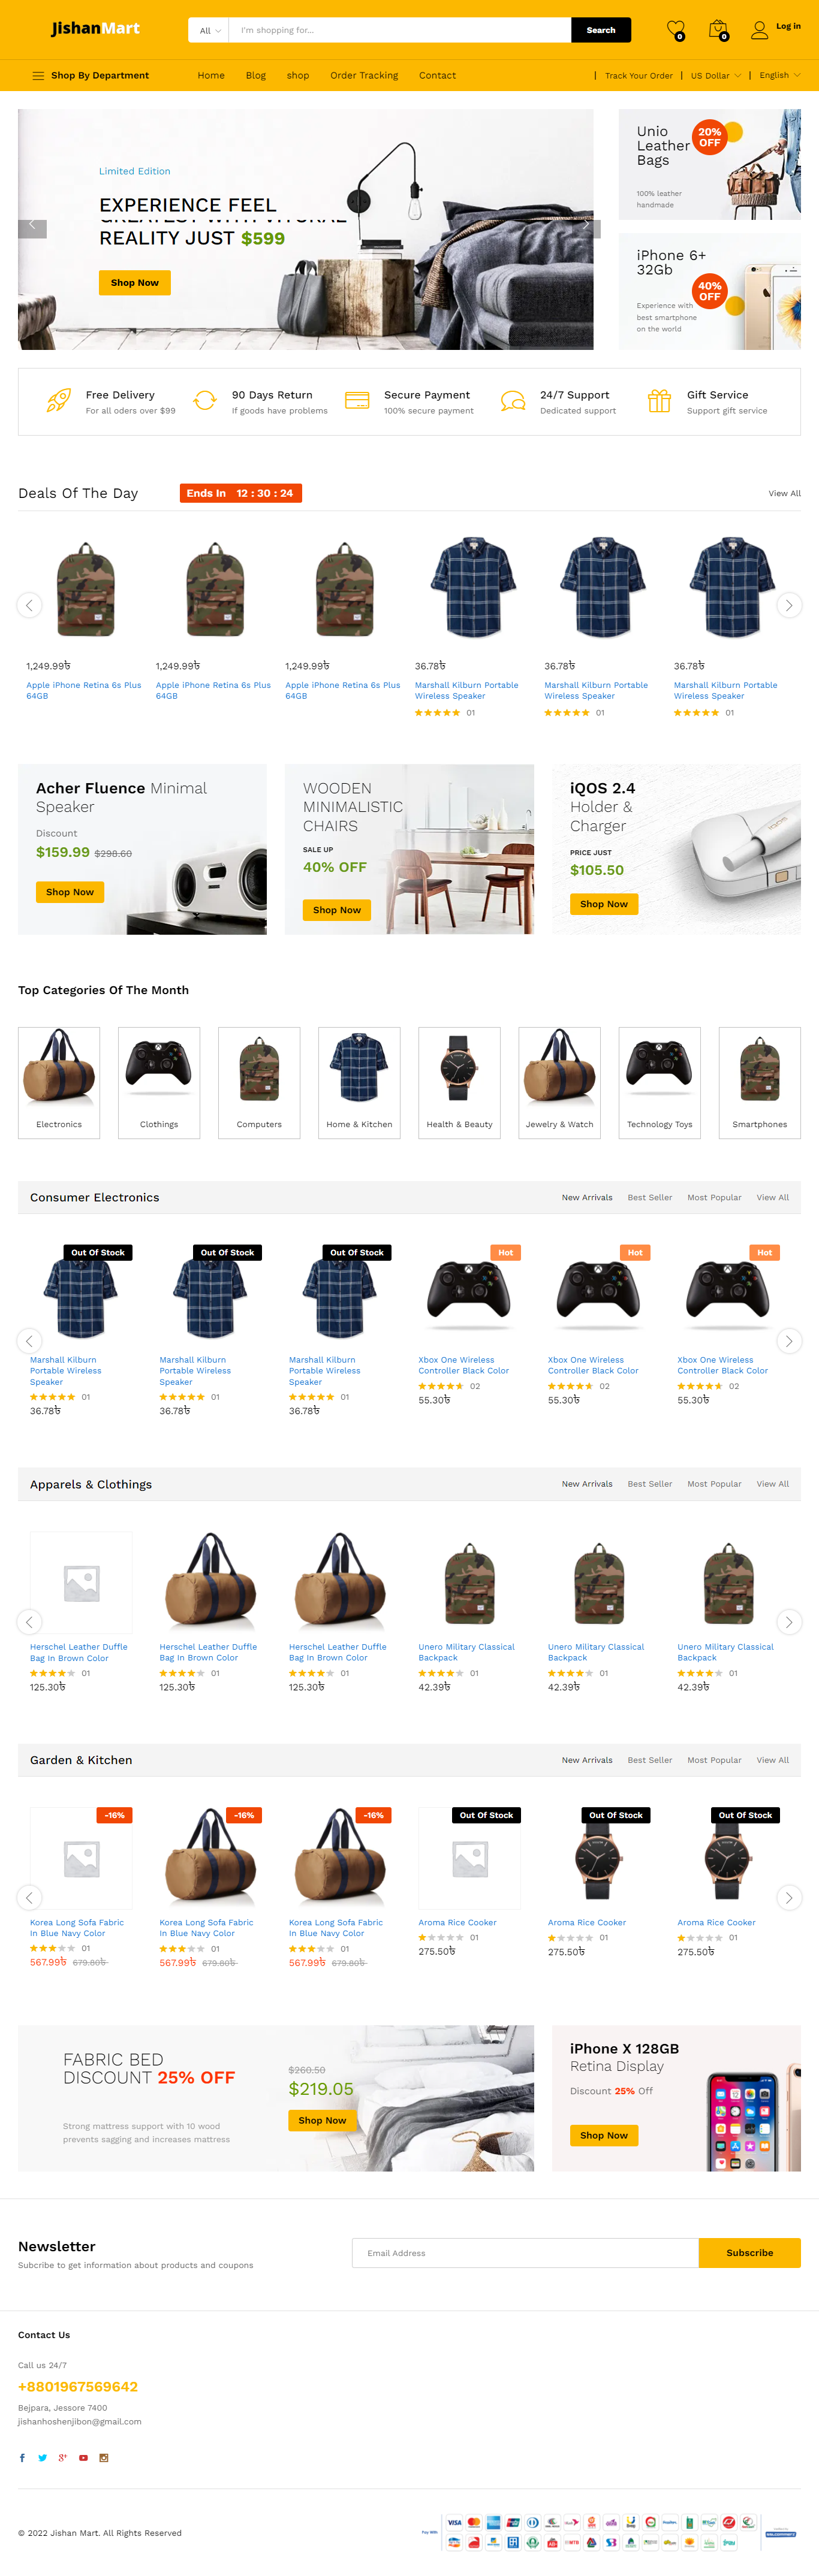 JishanMart
All
I'm shopping for...
Search
0
0
Log in
Shop By Department
Home
Blog
shop
Order Tracking
Contact
Track Your Order
US Dollar
English
Limited Edition
EXPERIENCE FEEL
GREATEST WITH VITURAL
REALITY JUST $599
Shop Now
Unio
Leather
Bags
20%
OFF
100% leather
handmade
iPhone 6+
32Gb
40%
OFF
Experience with
best smartphone
on the world
Free Delivery
For all oders over $99
90 Days Return
If goods have problems
Secure Payment
100% secure payment
24/7 Support
Dedicated support
Gift Service
Support gift service
Deals Of The Day
Ends In 12 : 30 : 24
View All
1,249.99৳
Apple iPhone Retina 6s Plus
64GB
1,249.99৳
Apple iPhone Retina 6s Plus
64GB
1,249.99৳
Apple iPhone Retina 6s Plus
64GB
36.78৳
Marshall Kilburn Portable
Wireless Speaker
01
36.78৳
Marshall Kilburn Portable
Wireless Speaker
01
36.78৳
Marshall Kilburn Portable
Wireless Speaker
01
Acher Fluence Minimal
Speaker
Discount
$159.99 $298.60
Shop Now
WOODEN
MINIMALISTIC
CHAIRS
SALE UP
40% OFF
Shop Now
iQOS 2.4
Holder &
Charger
PRICE JUST
$105.50
Shop Now
IQOS
Top Categories Of The Month
Electronics
Clothings
Computers
Home & Kitchen
Health & Beauty
Jewelry & Watch
Technology Toys
Smartphones
Consumer Electronics
New Arrivals
Best Seller
Most Popular
View All
Out Of Stock
Marshall Kilburn
Portable Wireless
Speaker
01
36.78৳
Out Of Stock
Marshall Kilburn
Portable Wireless
Speaker
01
36.78৳
Out Of Stock
Marshall Kilburn
Portable Wireless
Speaker
01
36.78৳
Hot
Xbox One Wireless
Controller Black Color
02
55.30৳
Hot
Xbox One Wireless
Controller Black Color
02
55.30৳
Hot
Xbox One Wireless
Controller Black Color
02
55.30৳
Apparels & Clothings
New Arrivals
Best Seller
Most Popular
View All
Herschel Leather Duffle
Bag In Brown Color
01
125.30৳
Herschel Leather Duffle
Bag In Brown Color
01
125.30৳
Herschel Leather Duffle
Bag In Brown Color
01
125.30৳
Unero Military Classical
Backpack
01
42.39৳
Unero Military Classical
Backpack
01
42.39৳
Unero Military Classical
Backpack
01
42.39৳
Garden & Kitchen
New Arrivals
Best Seller
Most Popular
View All
-16%
Korea Long Sofa Fabric
In Blue Navy Color
01
567.99৳ 679.80৳
-16%
Korea Long Sofa Fabric
In Blue Navy Color
01
567.99৳ 679.80৳
-16%
Korea Long Sofa Fabric
In Blue Navy Color
01
567.99৳ 679.80৳
Out Of Stock
Aroma Rice Cooker
01
275.50৳
Out Of Stock
Aroma Rice Cooker
01
275.50৳
Out Of Stock
Aroma Rice Cooker
01
275.50৳
FABRIC BED
DISCOUNT 25% OFF
Strong mattress support with 10 wood
prevents sagging and increases mattress
$260.50
$219.05
Shop Now
iPhone X 128GB
Retina Display
Discount 25% Off
Shop Now
Newsletter
Subcribe to get information about products and coupons
Email Address
Subscribe
Contact Us
Call us 24/7
+8801967569642
Bejpara, Jessore 7400
jishanhoshenjibon@gmail.com
© 2022 Jishan Mart. All Rights Reserved
Pay With
VISA